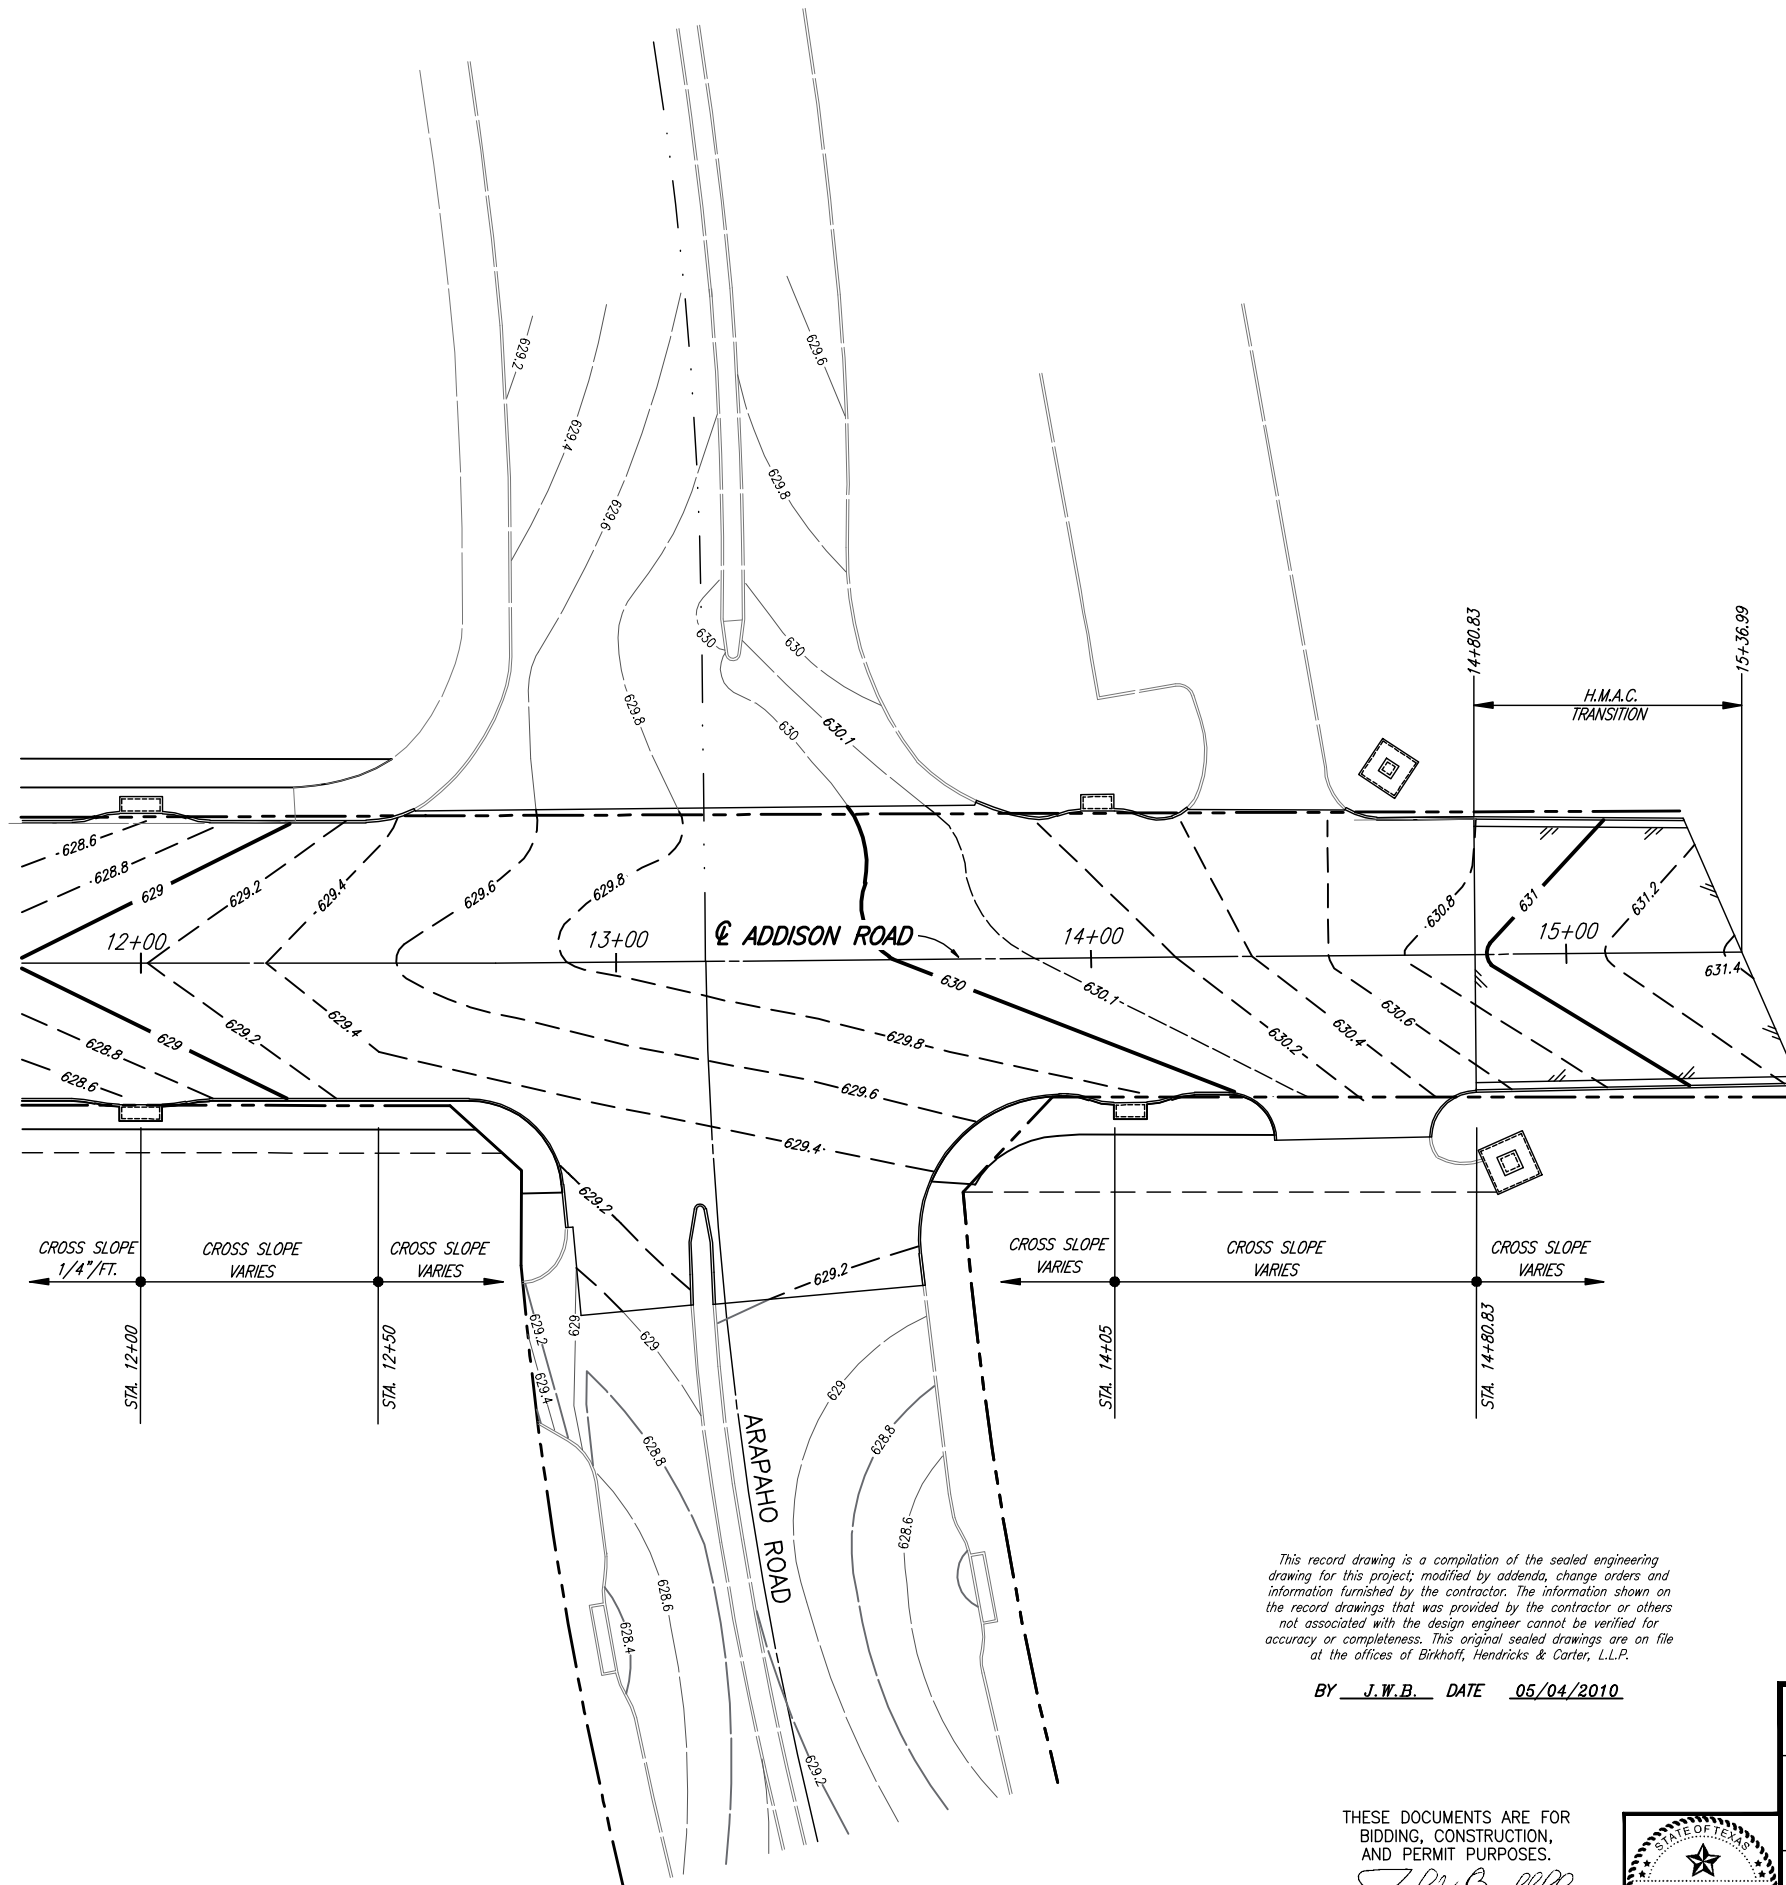 629.2
629.6
629.4
629.8
629.6
630
630
629.8
630
630.1
14+80.83
15+36.99
H.M.A.C.
TRANSITION
628.6
628.8
629
629.2
629.4
629.6
629.8
630.8
631
631.2
12+00
13+00
℄ ADDISON ROAD
14+00
15+00
631.4
630
630.1
629
629.2
629.4
628.8
628.6
629.8
629.6
629.4
630.2
630.4
630.6
629.2
629.2
CROSS SLOPE
1/4"/FT.
CROSS SLOPE
VARIES
CROSS SLOPE
VARIES
CROSS SLOPE
VARIES
CROSS SLOPE
VARIES
CROSS SLOPE
VARIES
STA. 12+00
STA. 12+50
STA. 14+05
STA. 14+80.83
629.2
629
629
629.4
629
628.8
628.8
628.6
628.6
628.4
629.2
ARAPAHO ROAD
This record drawing is a compilation of the sealed engineering
drawing for this project; modified by addenda, change orders and
information furnished by the contractor. The information shown on
the record drawings that was provided by the contractor or others
not associated with the design engineer cannot be verified for
accuracy or completeness. This original sealed drawings are on file
at the offices of Birkhoff, Hendricks & Carter, L.L.P.
BY J.W.B. DATE 05/04/2010
THESE DOCUMENTS ARE FOR
BIDDING, CONSTRUCTION,
AND PERMIT PURPOSES.
STATE OF TEXAS